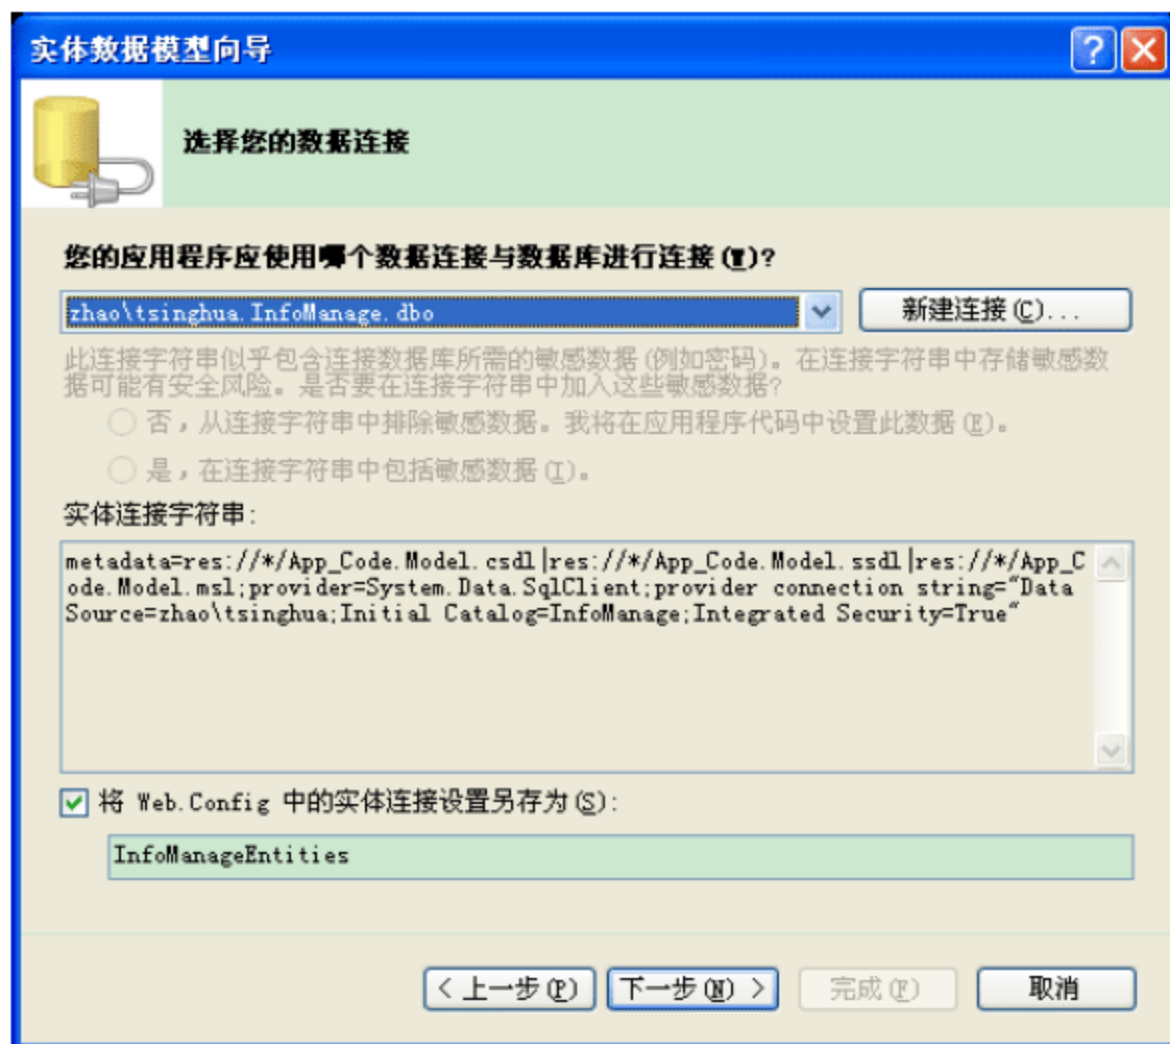 实体数据模型向导
选择您的数据连接
您的应用程序应使用哪个数据连接与数据库进行连接(W)?
zhao\tsinghua.InfoManage.dbo
新建连接(C)...
此连接字符串似乎包含连接数据库所需的敏感数据(例如密码)。在连接字符串中存储敏感数
据可能有安全风险。是否要在连接字符串中加入这些敏感数据?
否，从连接字符串中排除敏感数据。我将在应用程序代码中设置此数据(E)。
是，在连接字符串中包括敏感数据(I)。
实体连接字符串:
metadata=res://*/App_Code.Model.csdl|res://*/App_Code.Model.ssdl|res://*/App_C
ode.Model.msl;provider=System.Data.SqlClient;provider connection string="Data
Source=zhao\tsinghua;Initial Catalog=InfoManage;Integrated Security=True"
将 Web.Config 中的实体连接设置另存为(S):
InfoManageEntities
< 上一步(P)
下一步(N) >
完成(F)
取消